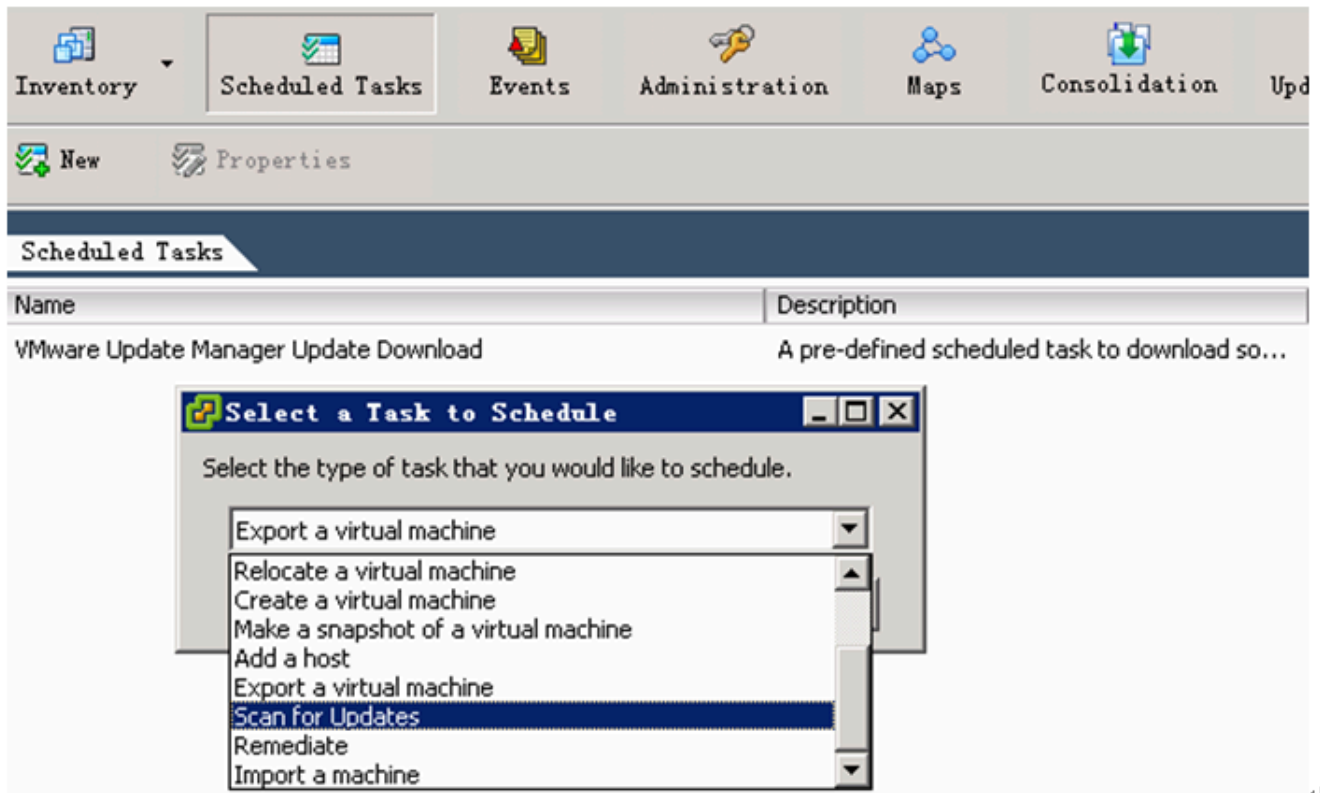 Inventory
Scheduled Tasks
Events
Administration
Maps
Consolidation
Upd
New
Properties
Scheduled Tasks
Name
Description
VMware Update Manager Update Download
A pre-defined scheduled task to download so...
Select a Task to Schedule
Select the type of task that you would like to schedule.
Export a virtual machine
Relocate a virtual machine
Create a virtual machine
Make a snapshot of a virtual machine
Add a host
Export a virtual machine
Scan for Updates
Remediate
Import a machine